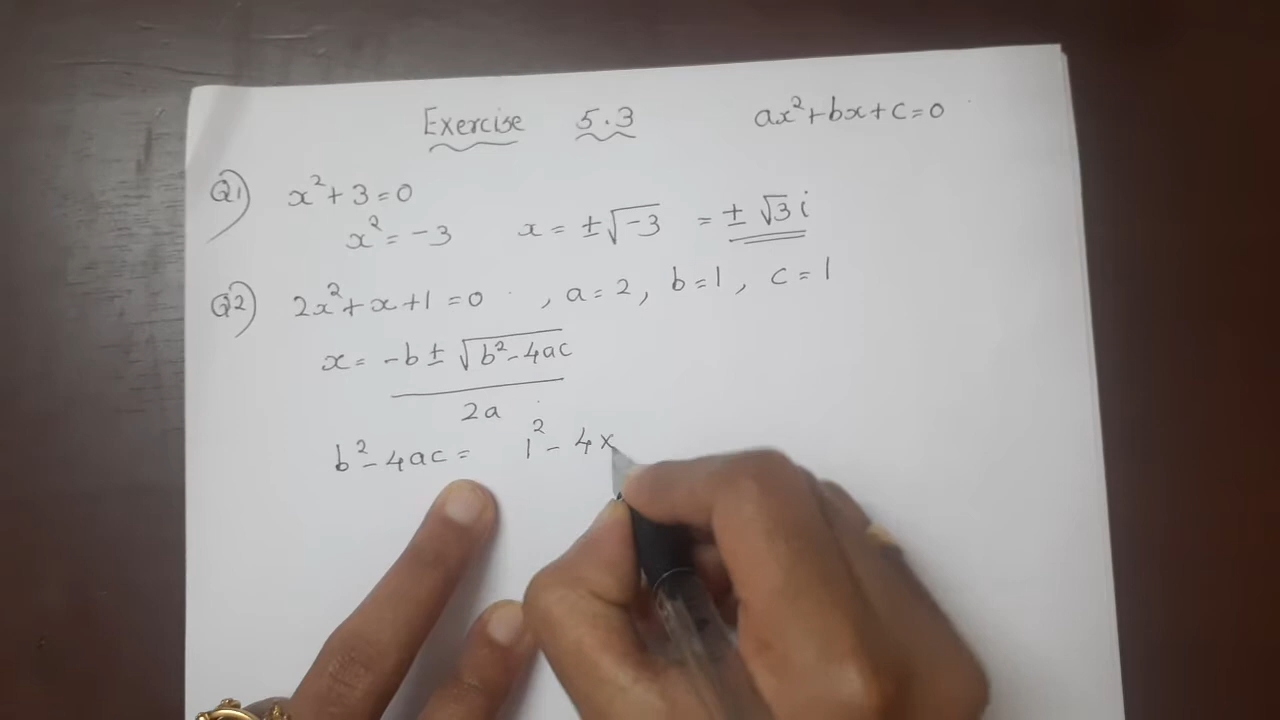 Exercise 5.3 ax²+bx+c=0
Q1) x²+3=0
x²=-3 x=±√-3 =±√3i
Q2) 2x²+x+1=0 , a=2, b=1, c=1
x= -b±√b²-4ac
2a
b²-4ac= 1²-4x